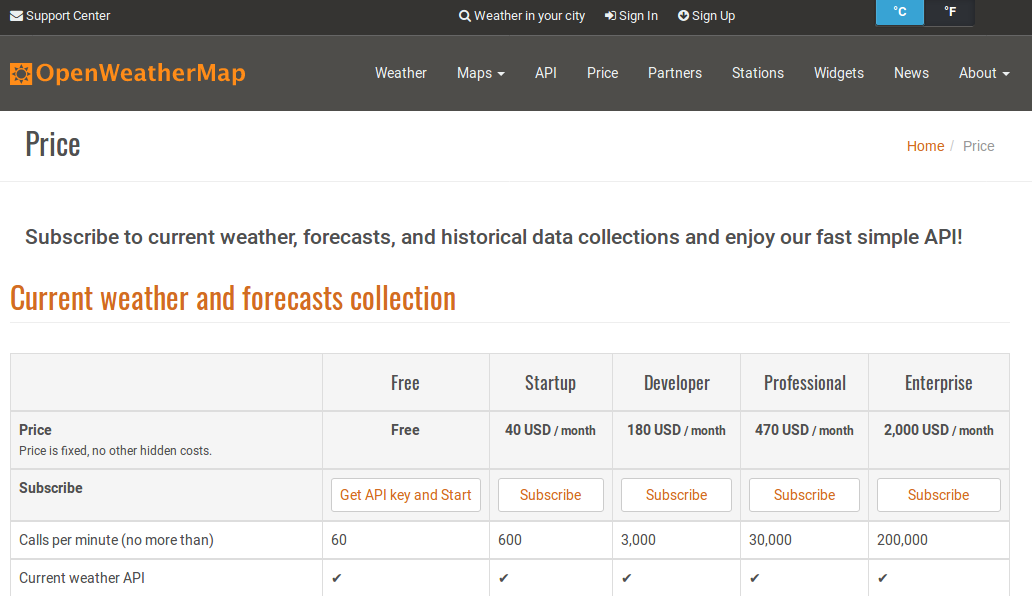 Support Center
Weather in your city Sign In Sign Up
°C °F
OpenWeatherMap
Weather Maps API Price Partners Stations Widgets News About
Price
Home / Price
Subscribe to current weather, forecasts, and historical data collections and enjoy our fast simple API!
Current weather and forecasts collection
Free Startup Developer Professional Enterprise
Price Free 40 USD / month 180 USD / month 470 USD / month 2,000 USD / month
Price is fixed, no other hidden costs.
Subscribe Get API key and Start Subscribe Subscribe Subscribe Subscribe
Calls per minute (no more than) 60 600 3,000 30,000 200,000
Current weather API ✔ ✔ ✔ ✔ ✔